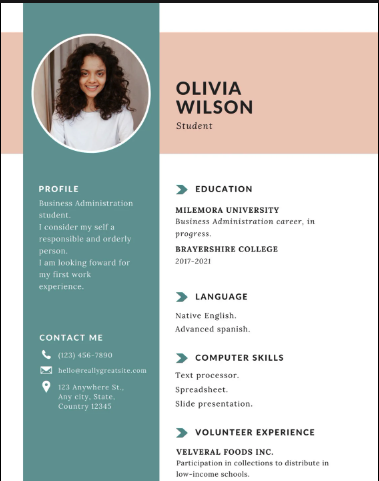 OLIVIA
WILSON
Student
PROFILE
Business Administration
student.
I consider my self a
responsible and orderly
person.
I am looking foward for
my first work
experience.
CONTACT ME
(123) 456-7890
hello@reallygreatsite.com
123 Anywhere St.,
Any city, State,
Country 12345
EDUCATION
MILEMORA UNIVERSITY
Business Administration career, in
progress.
BRAYERSHIRE COLLEGE
2017-2021
LANGUAGE
Native English.
Advanced spanish.
COMPUTER SKILLS
Text processor.
Spreadsheet.
Slide presentation.
VOLUNTEER EXPERIENCE
VELVERAL FOODS INC.
Participation in collections to distribute in
low-income schools.